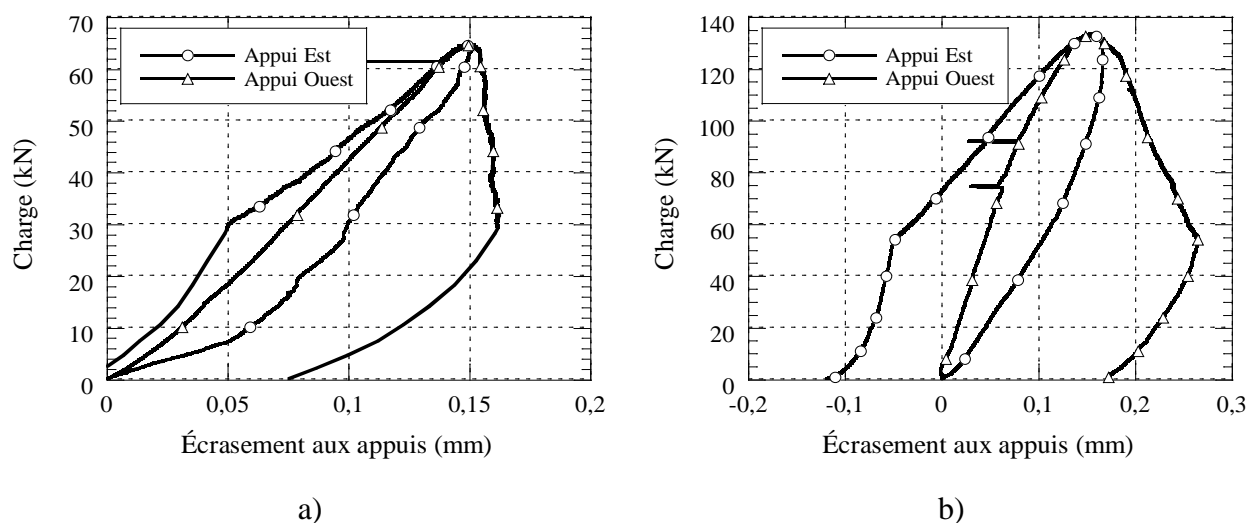 70
60
50
40
30
20
10
0
Charge (kN)
Appui Est
Appui Ouest
0
0,05
0,1
0,15
0,2
Écrasement aux appuis (mm)
a)
140
120
100
80
60
40
20
0
Charge (kN)
Appui Est
Appui Ouest
-0,2
-0,1
0
0,1
0,2
0,3
Écrasement aux appuis (mm)
b)